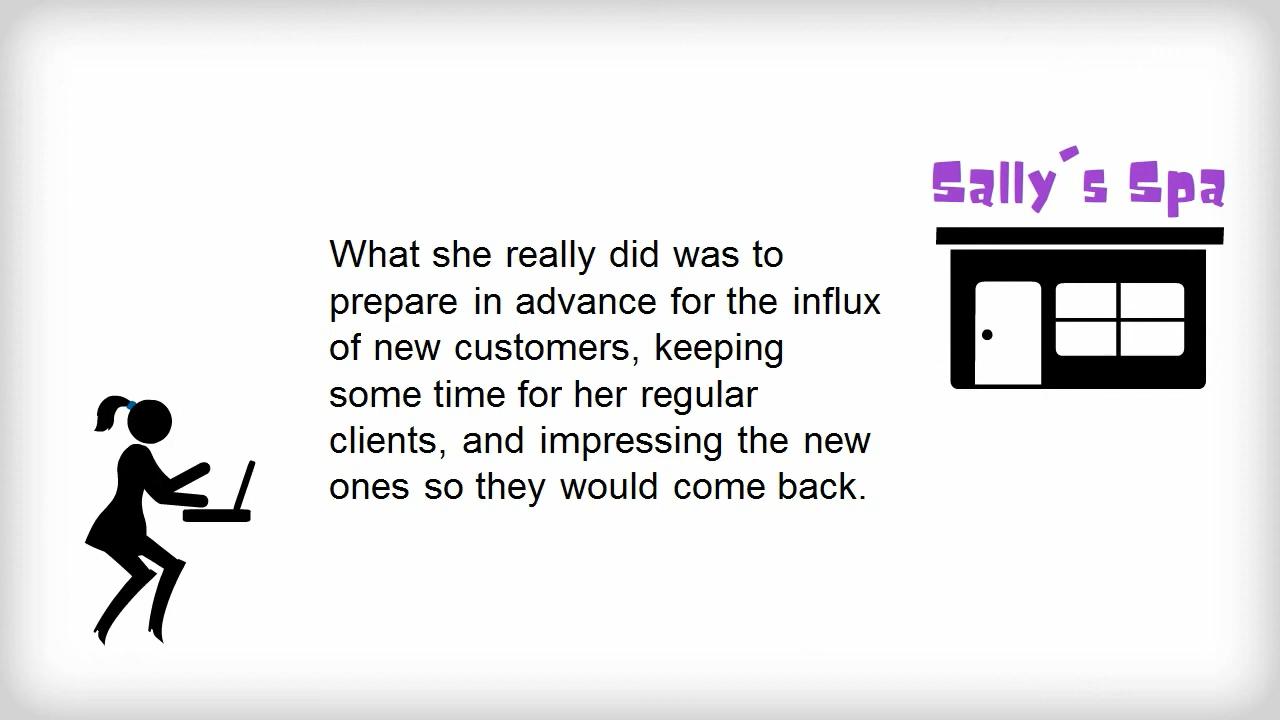 Sally´s Spa
What she really did was to
prepare in advance for the influx
of new customers, keeping
some time for her regular
clients, and impressing the new
ones so they would come back.